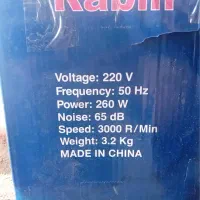 Voltage: 220 V
Frequency: 50 Hz
Power: 260 W
Noise: 65 dB
Speed: 3000 R/Min
Weight: 3.2 Kg
MADE IN CHINA